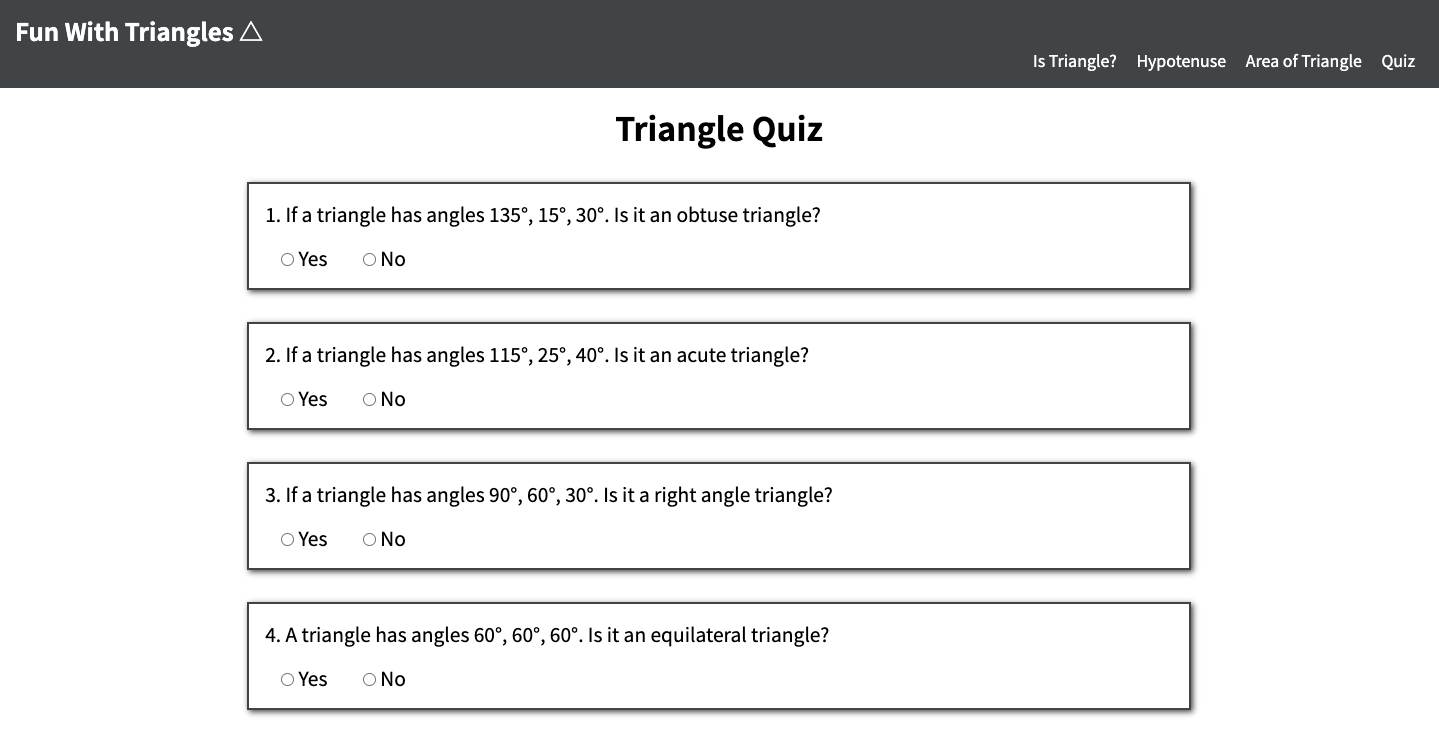 Fun With Triangles △
Is Triangle? Hypotenuse Area of Triangle Quiz
Triangle Quiz
1. If a triangle has angles 135°, 15°, 30°. Is it an obtuse triangle?
Yes No
2. If a triangle has angles 115°, 25°, 40°. Is it an acute triangle?
Yes No
3. If a triangle has angles 90°, 60°, 30°. Is it a right angle triangle?
Yes No
4. A triangle has angles 60°, 60°, 60°. Is it an equilateral triangle?
Yes No